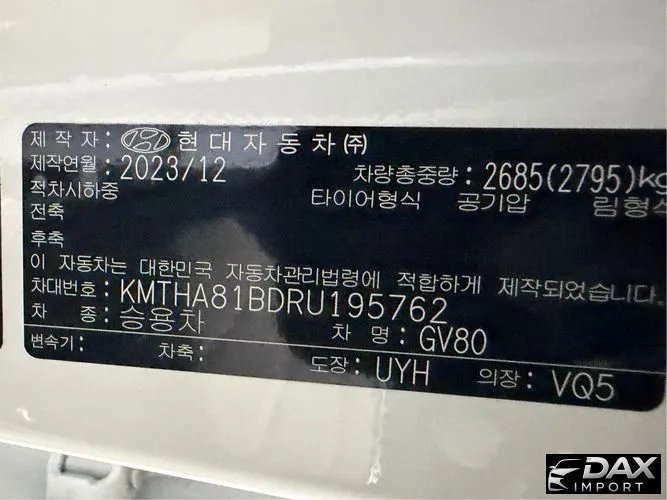 제 작 자: 현대자동차㈜
제작연월: 2023/12 차량총중량: 2685(2795)KG
적차시하중 타이어형식 공기압 림형식
전축
후축
이 자동차는 대한민국 자동차관리법령에 적합하게 제작되었습니다.
차대번호: KMTHA81BDRU195762
차 종: 승용차 차 명: GV80
변속기: 차축: 도장: UYH 의장: VQ5
DAX
IMPORT